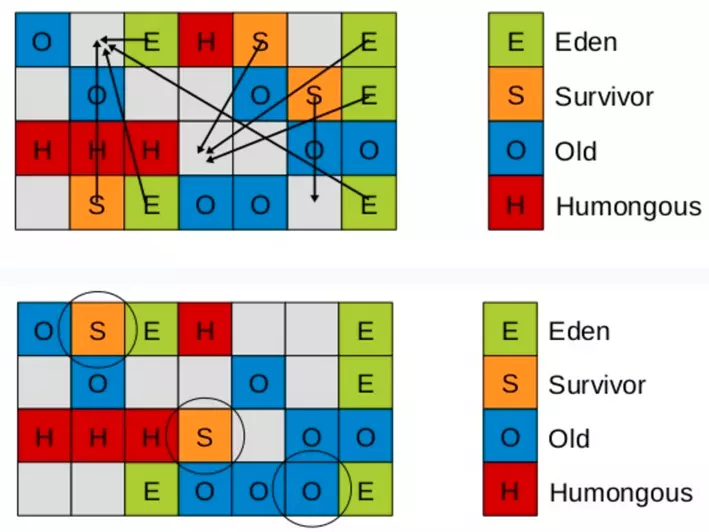 O E H S E E Eden
O O S E S Survivor
H H H O O O Old
S E O O E H Humongous
O S E H E E Eden
O O E S Survivor
H H H S O O O Old
E O O O E H Humongous